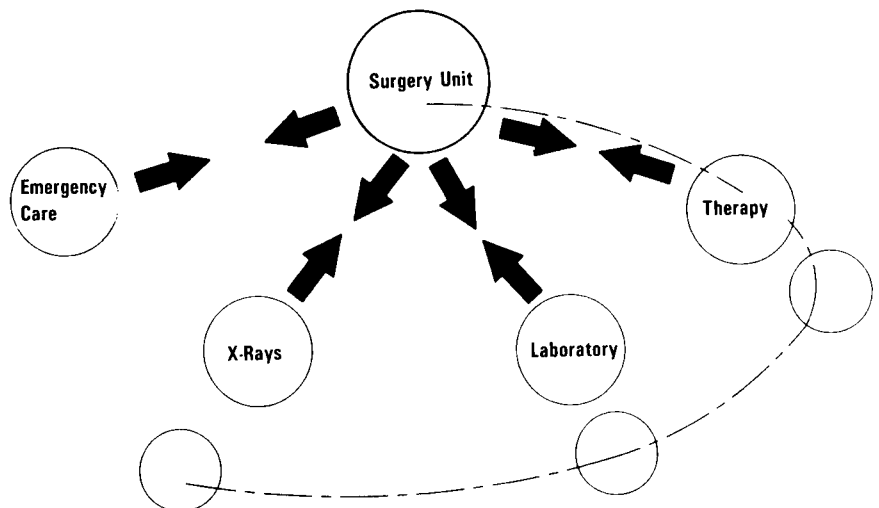 Surgery Unit
Emergency
Care
Therapy
X-Rays
Laboratory